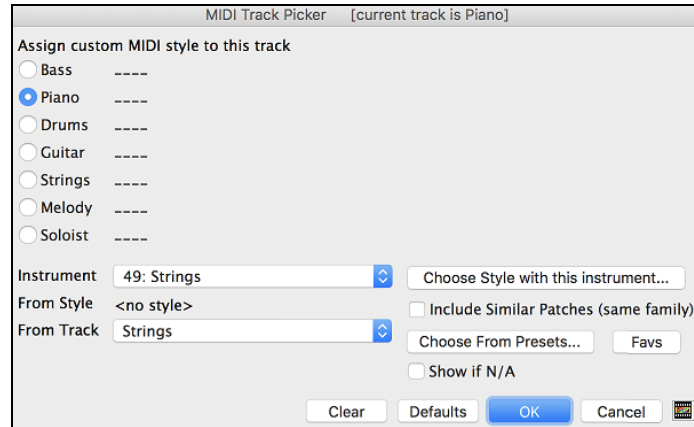 MIDI Track Picker [current track is Piano]
Assign custom MIDI style to this track
Bass ----
Piano ----
Drums ----
Guitar ----
Strings ----
Melody ----
Soloist ----
Instrument 49: Strings Choose Style with this instrument...
From Style <no style> Include Similar Patches (same family)
From Track Strings Choose From Presets... Favs
Show if N/A
Clear Defaults OK Cancel